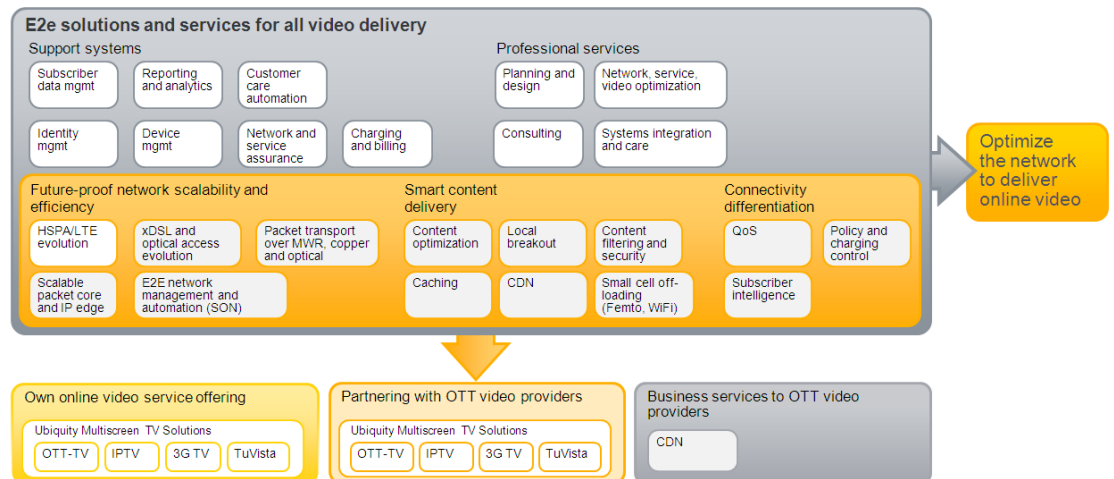 E2e solutions and services for all video delivery
Support systems
Professional services
Subscriber
data mgmt
Reporting
and analytics
Customer
care
automation
Planning and
design
Network, service,
video optimization
Identity
mgmt
Device
mgmt
Network and
service
assurance
Charging
and billing
Consulting
Systems integration
and care
Optimize
the network
to deliver
online video
Future-proof network scalability and
efficiency
Smart content
delivery
Connectivity
differentiation
HSPA/LTE
evolution
xDSL and
optical access
evolution
Packet transport
over MWR, copper
and optical
Content
optimization
Local
breakout
Content
filtering and
security
QoS
Policy and
charging
control
Scalable
packet core
and IP edge
E2E network
management and
automation (SON)
Caching
CDN
Small cell off-
loading
(Femto, WiFi)
Subscriber
intelligence
Own online video service offering
Ubiquity Multiscreen TV Solutions
OTT-TV
IPTV
3G TV
TuVista
Partnering with OTT video providers
Ubiquity Multiscreen TV Solutions
OTT-TV
IPTV
3G TV
TuVista
Business services to OTT video
providers
CDN